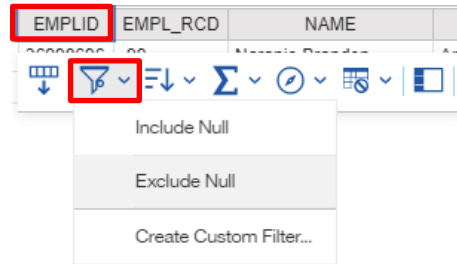 EMPLID EMPL_RCD NAME
Include Null
Exclude Null
Create Custom Filter...